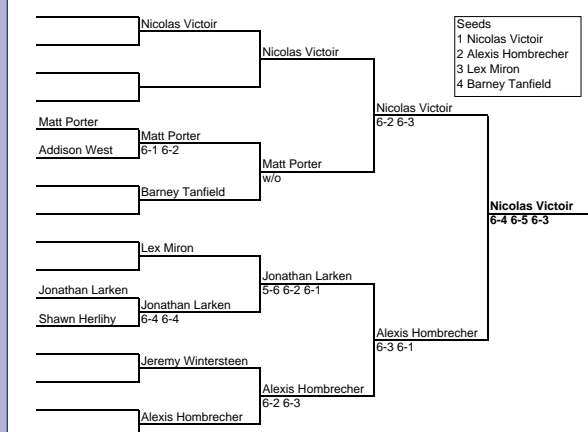 Nicolas Victoir
Seeds
1 Nicolas Victoir
2 Alexis Hombrecher
3 Lex Miron
4 Barney Tanfield
Nicolas Victoir
Nicolas Victoir
6-2 6-3
Matt Porter
Addison West
Matt Porter
6-1 6-2
Matt Porter
w/o
Barney Tanfield
Nicolas Victoir
6-4 6-5 6-3
Lex Miron
Jonathan Larken
Shawn Herlihy
Jonathan Larken
6-4 6-4
Jonathan Larken
5-6 6-2 6-1
Alexis Hombrecher
6-3 6-1
Jeremy Wintersteen
Alexis Hombrecher
6-2 6-3
Alexis Hombrecher